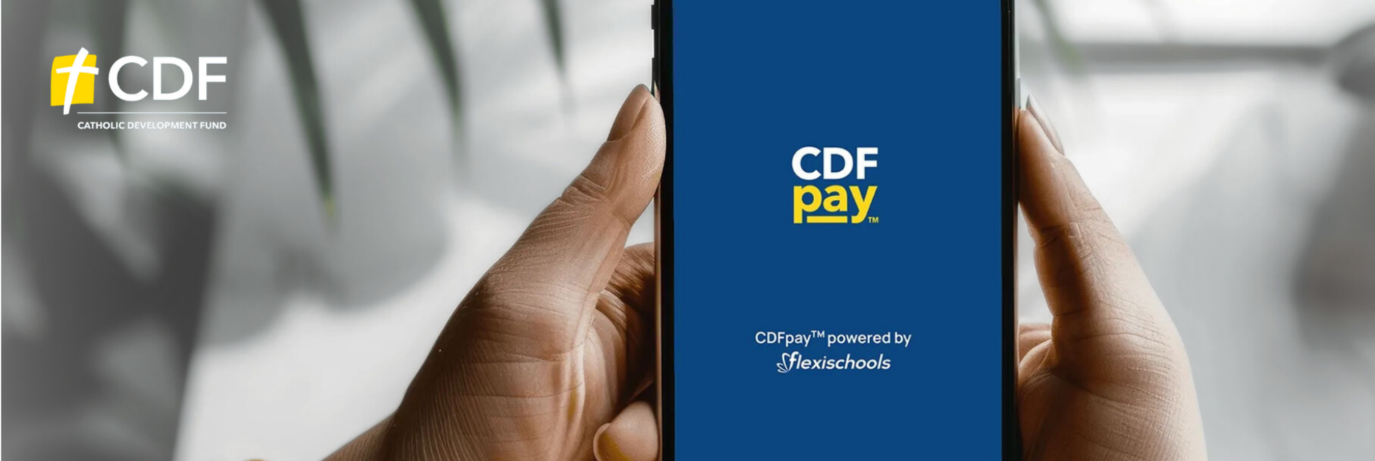 CDF
CATHOLIC DEVELOPMENT FUND
CDF
pay™
CDFpay™ powered by
flexischools